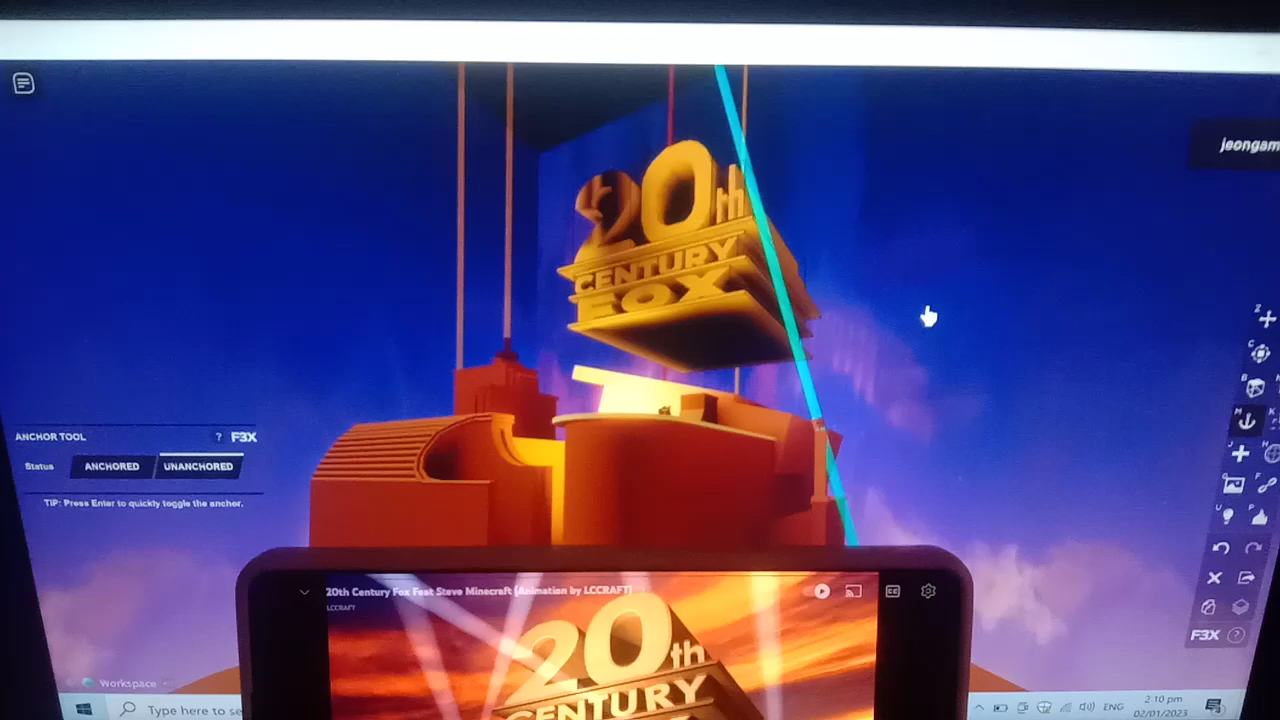 jeongam
20th
CENTURY
FOX
Z
C
B
M
ANCHOR TOOL ? F3X
Status ANCHORED UNANCHORED
TIP: Press Enter to quickly toggle the anchor.
J
H
G
F
U
P
F3X ?
20th Century Fox Feat Steve Minecraft (Animation by LCCRAFT)
LCCRAFT
CC
20th
CENTURY
Workspace
Type here to se
ENG
2:10 pm
02/01/2023